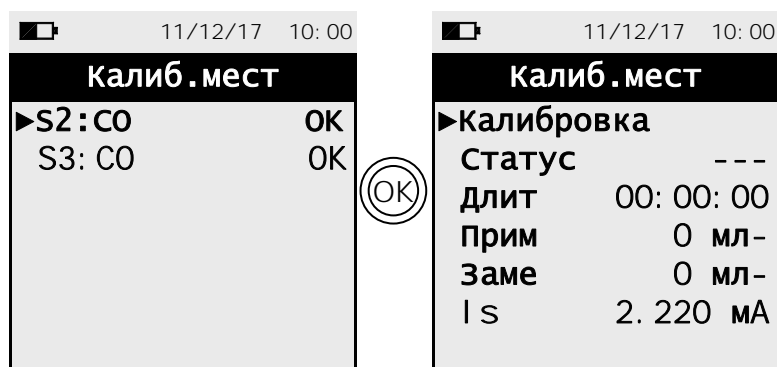 11/12/17 10:00
Калиб.мест
►S2:CO OK
S3:CO OK
OK
11/12/17 10:00
Калиб.мест
►Калибровка
Статус ---
Длит 00:00:00
Прим 0 мл-
Заме 0 мл-
Is 2.220 мА